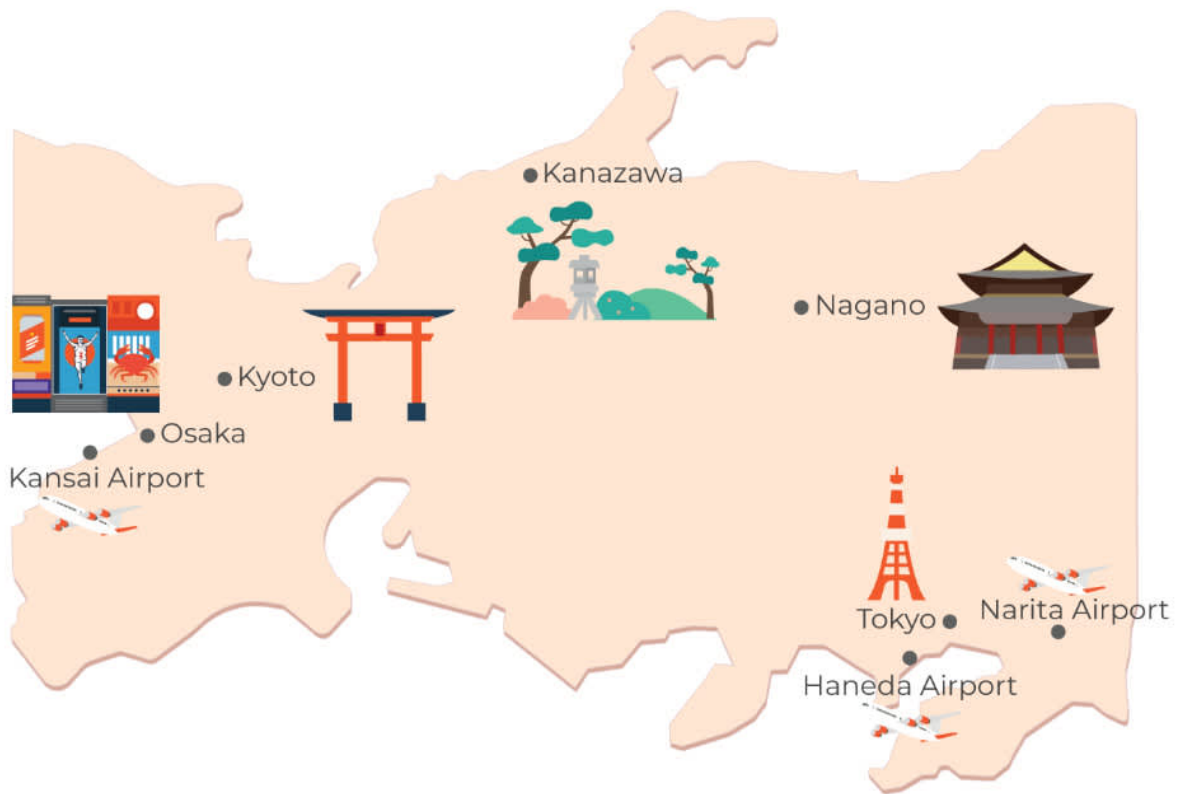 Kanazawa
Nagano
Kyoto
Osaka
Kansai Airport
Narita Airport
Tokyo
Haneda Airport